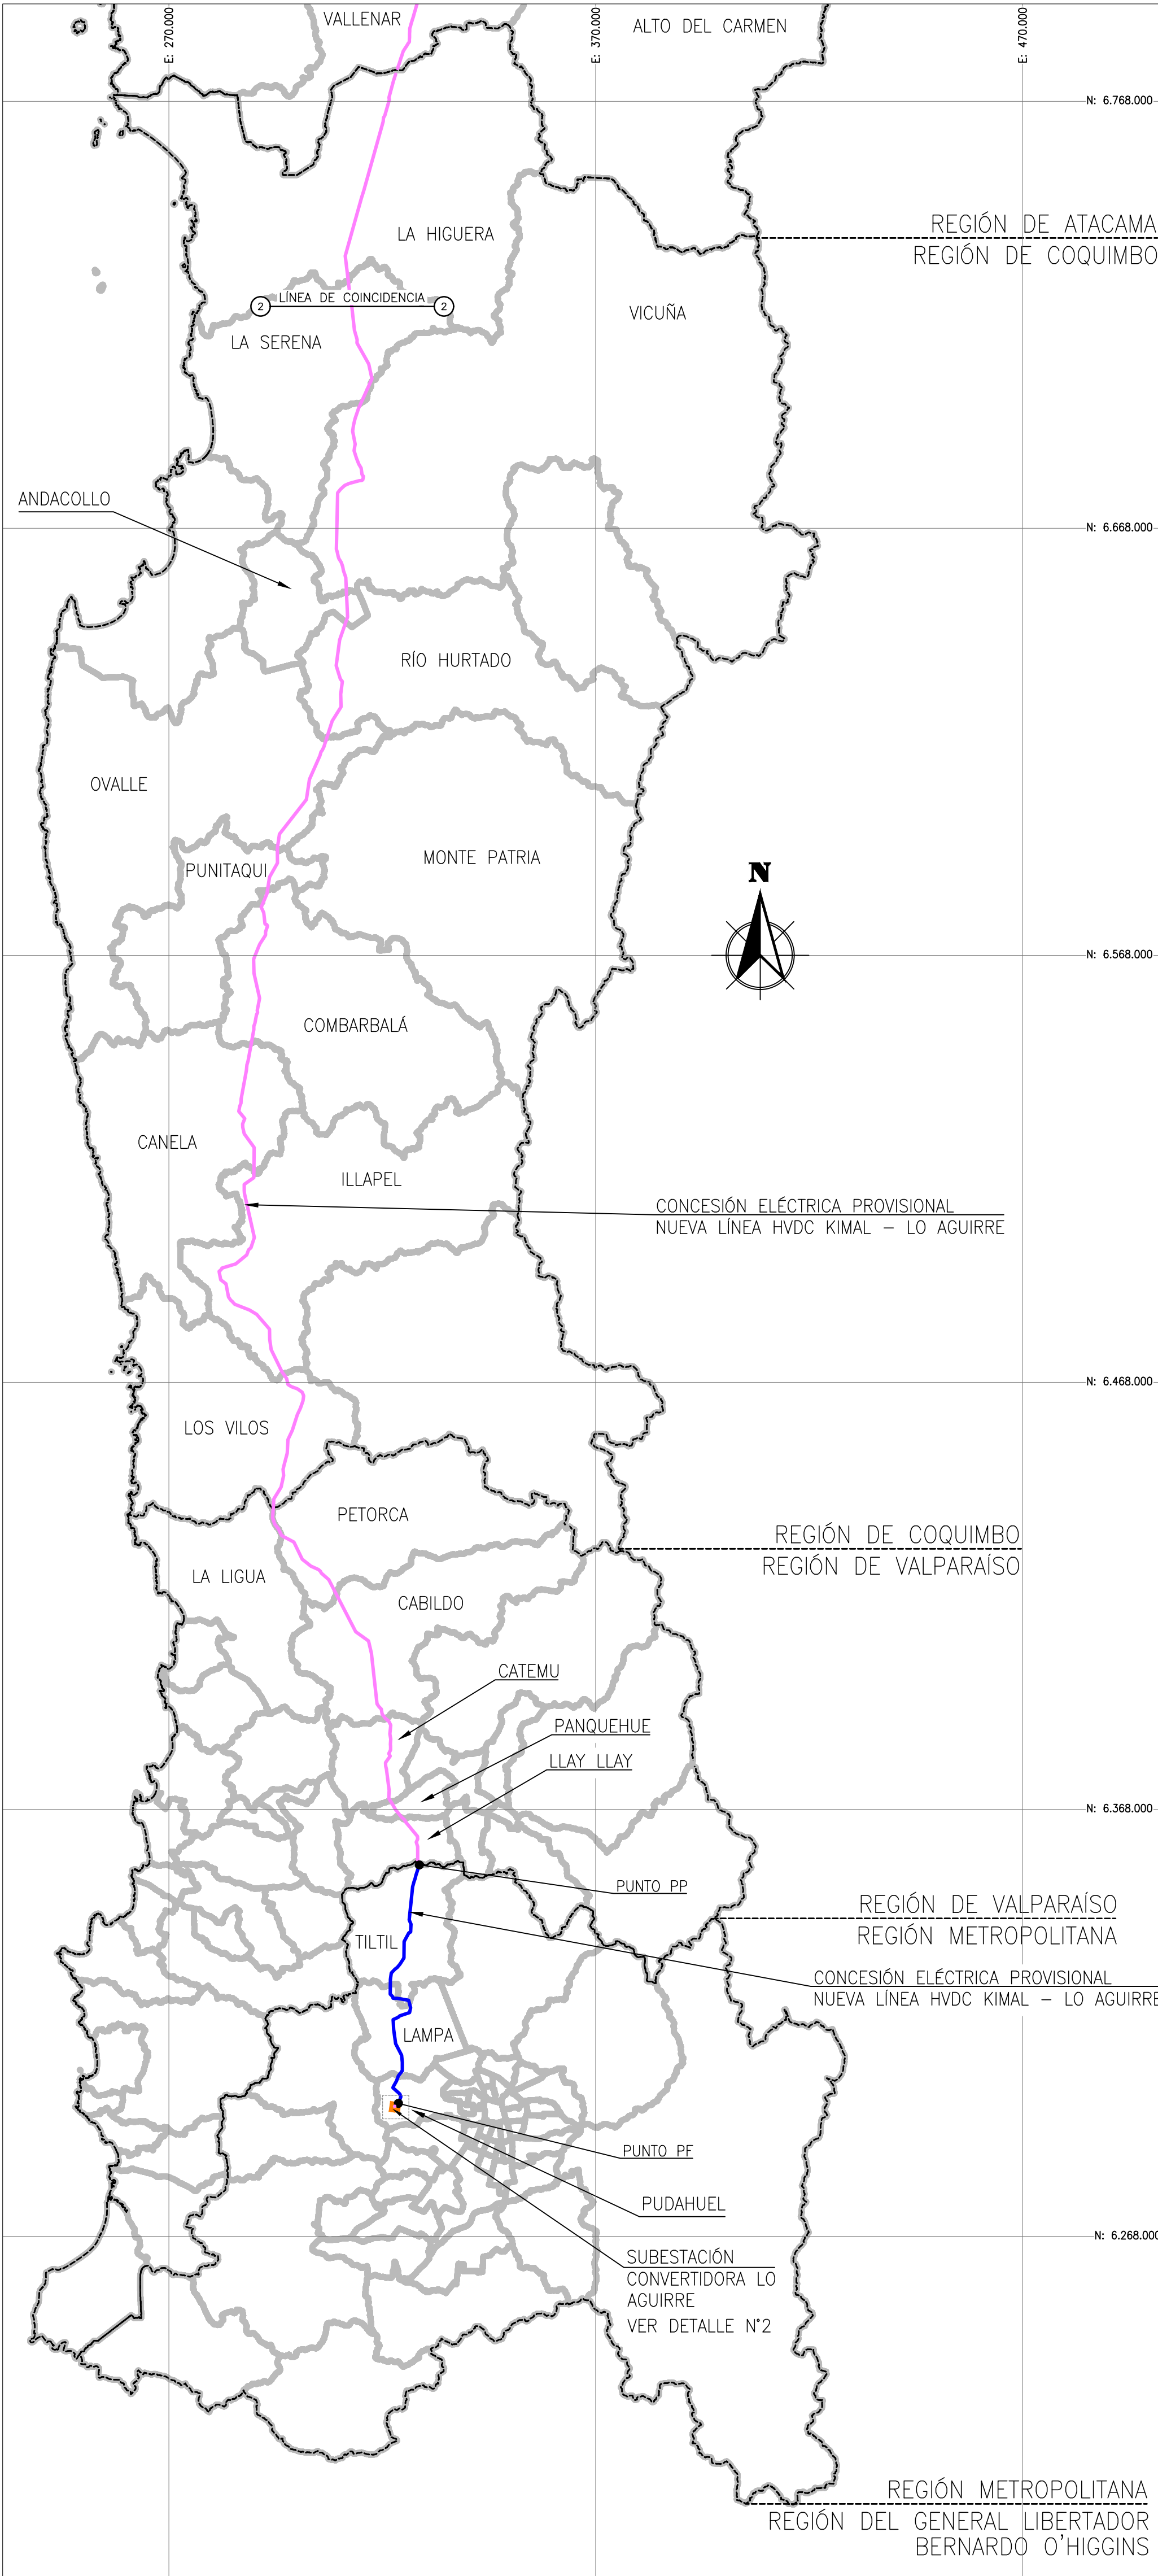 VALLENAR
E: 270.000
E: 370.000
ALTO DEL CARMEN
E: 470.000
N: 6.768.000
REGIÓN DE ATACAMA
REGIÓN DE COQUIMBO
LA HIGUERA
2 LÍNEA DE COINCIDENCIA 2
VICUÑA
LA SERENA
ANDACOLLO
N: 6.668.000
RÍO HURTADO
OVALLE
MONTE PATRIA
PUNITAQUI
N
N: 6.568.000
COMBARBALÁ
CANELA
ILLAPEL
CONCESIÓN ELÉCTRICA PROVISIONAL
NUEVA LÍNEA HVDC KIMAL – LO AGUIRRE
N: 6.468.000
LOS VILOS
PETORCA
REGIÓN DE COQUIMBO
REGIÓN DE VALPARAÍSO
LA LIGUA
CABILDO
CATEMU
PANQUEHUE
LLAY LLAY
N: 6.368.000
PUNTO PP
REGIÓN DE VALPARAÍSO
REGIÓN METROPOLITANA
TILTIL
CONCESIÓN ELÉCTRICA PROVISIONAL
NUEVA LÍNEA HVDC KIMAL – LO AGUIRRE
LAMPA
PUNTO PF
PUDAHUEL
N: 6.268.000
SUBESTACIÓN
CONVERTIDORA LO
AGUIRRE
VER DETALLE N°2
REGIÓN METROPOLITANA
REGIÓN DEL GENERAL LIBERTADOR
BERNARDO O'HIGGINS